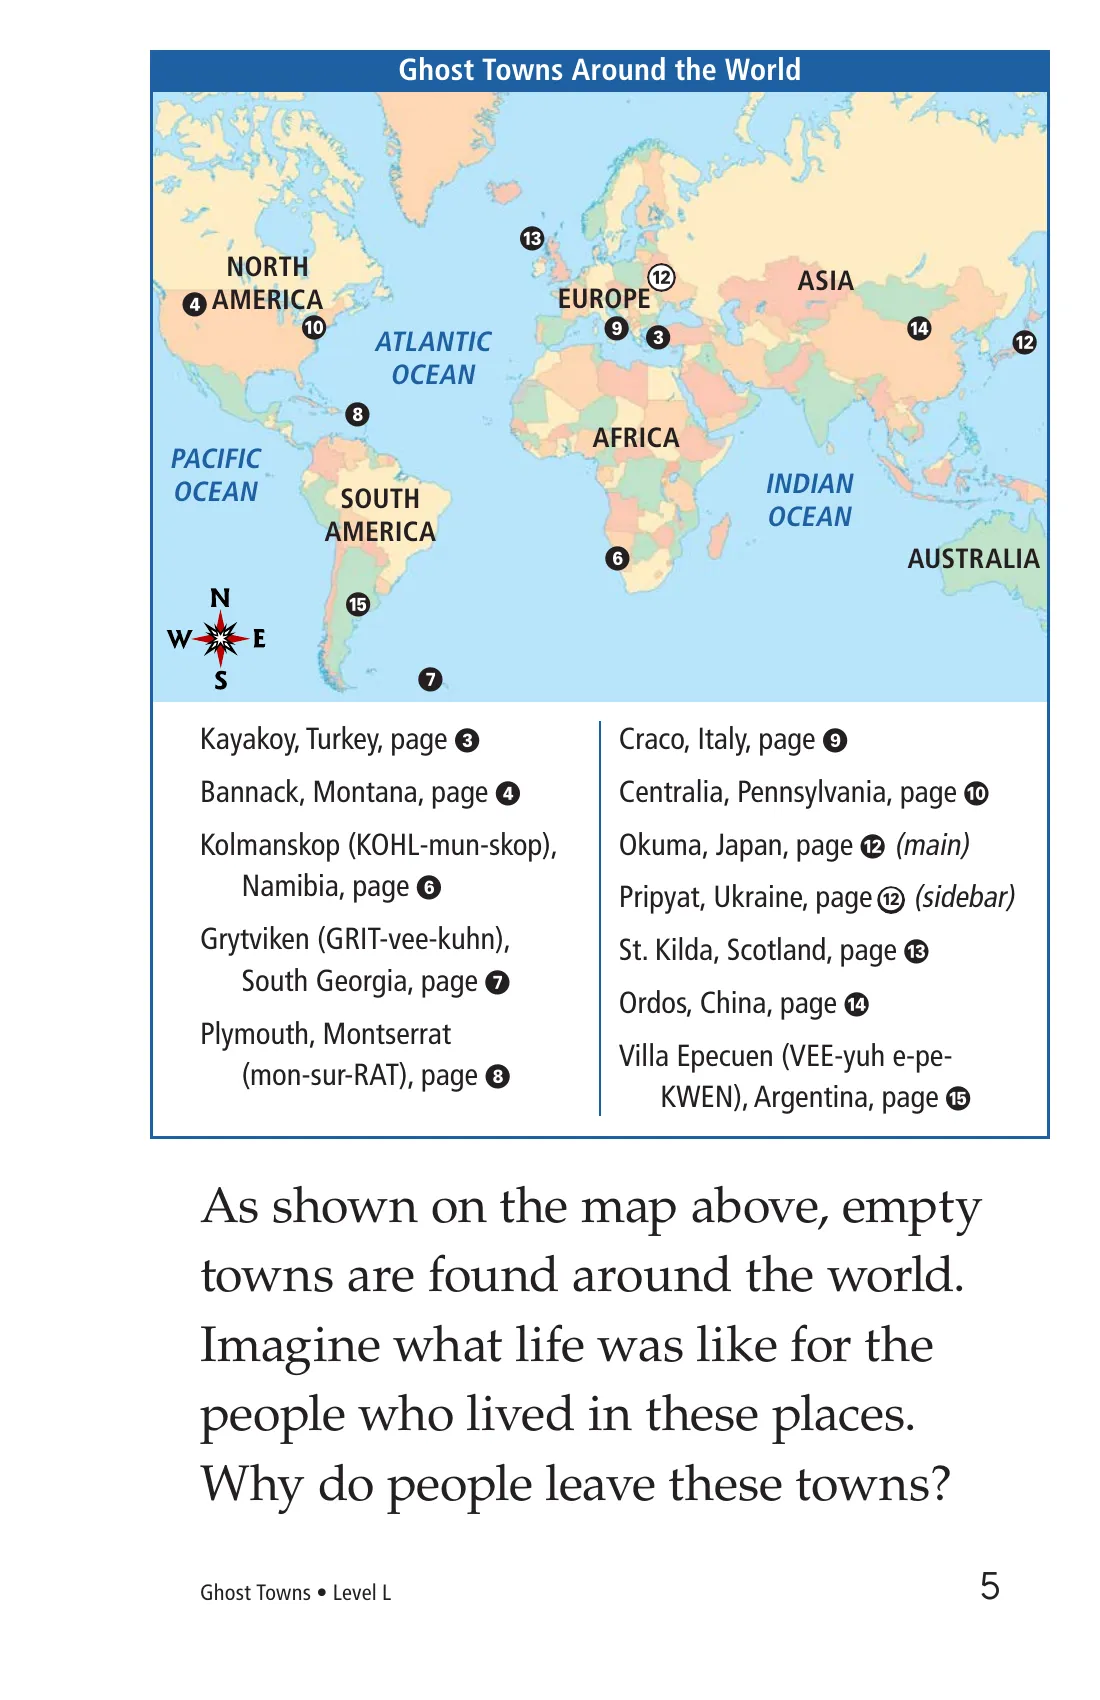 Ghost Towns Around the World
13
NORTH
AMERICA
4
10
12
EUROPE
ASIA
9
3
14
12
ATLANTIC
OCEAN
8
AFRICA
PACIFIC
OCEAN
SOUTH
AMERICA
INDIAN
OCEAN
6
AUSTRALIA
15
N
W E
S
7
Kayakoy, Turkey, page 3
Bannack, Montana, page 4
Kolmanskop (KOHL-mun-skop),
Namibia, page 6
Grytviken (GRIT-vee-kuhn),
South Georgia, page 7
Plymouth, Montserrat
(mon-sur-RAT), page 8
Craco, Italy, page 9
Centralia, Pennsylvania, page 10
Okuma, Japan, page 12 (main)
Pripyat, Ukraine, page 12 (sidebar)
St. Kilda, Scotland, page 13
Ordos, China, page 14
Villa Epecuen (VEE-yuh e-pe-
KWEN), Argentina, page 15
As shown on the map above, empty
towns are found around the world.
Imagine what life was like for the
people who lived in these places.
Why do people leave these towns?
Ghost Towns • Level L
5